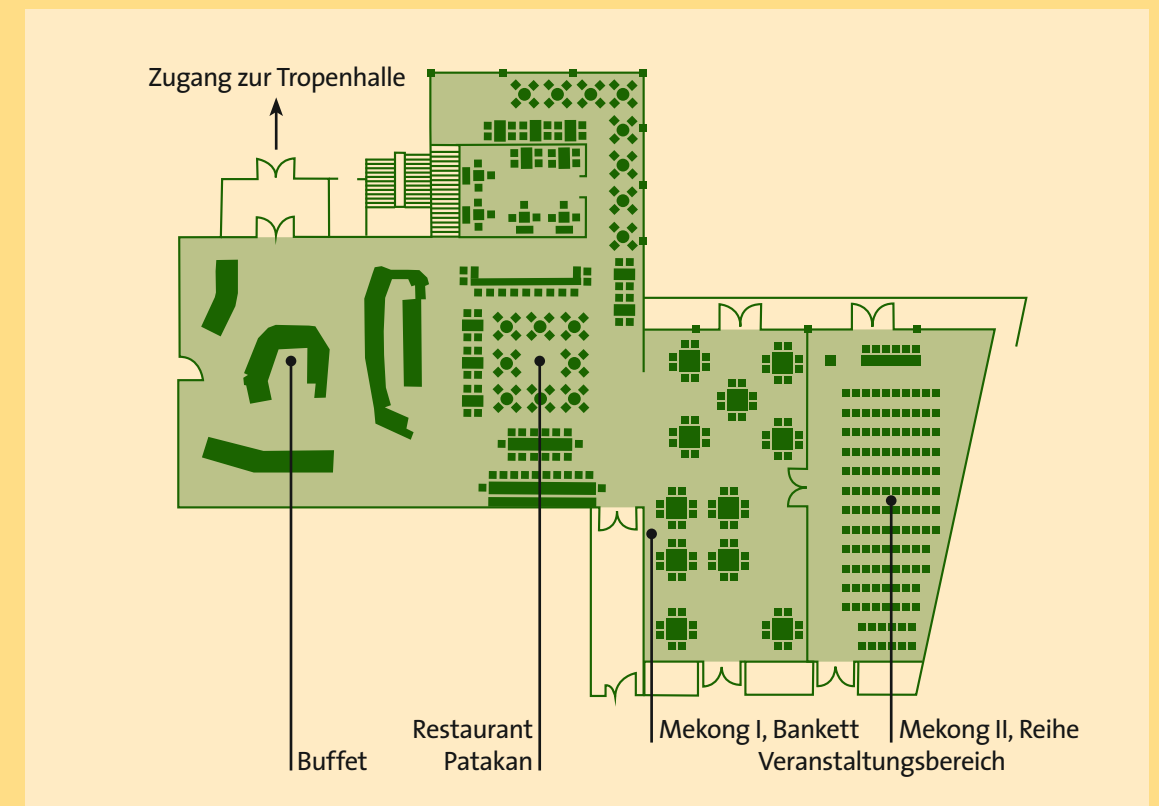 Zugang zur Tropenhalle
Buffet
Restaurant
Patakan
Mekong I, Bankett
Mekong II, Reihe
Veranstaltungsbereich